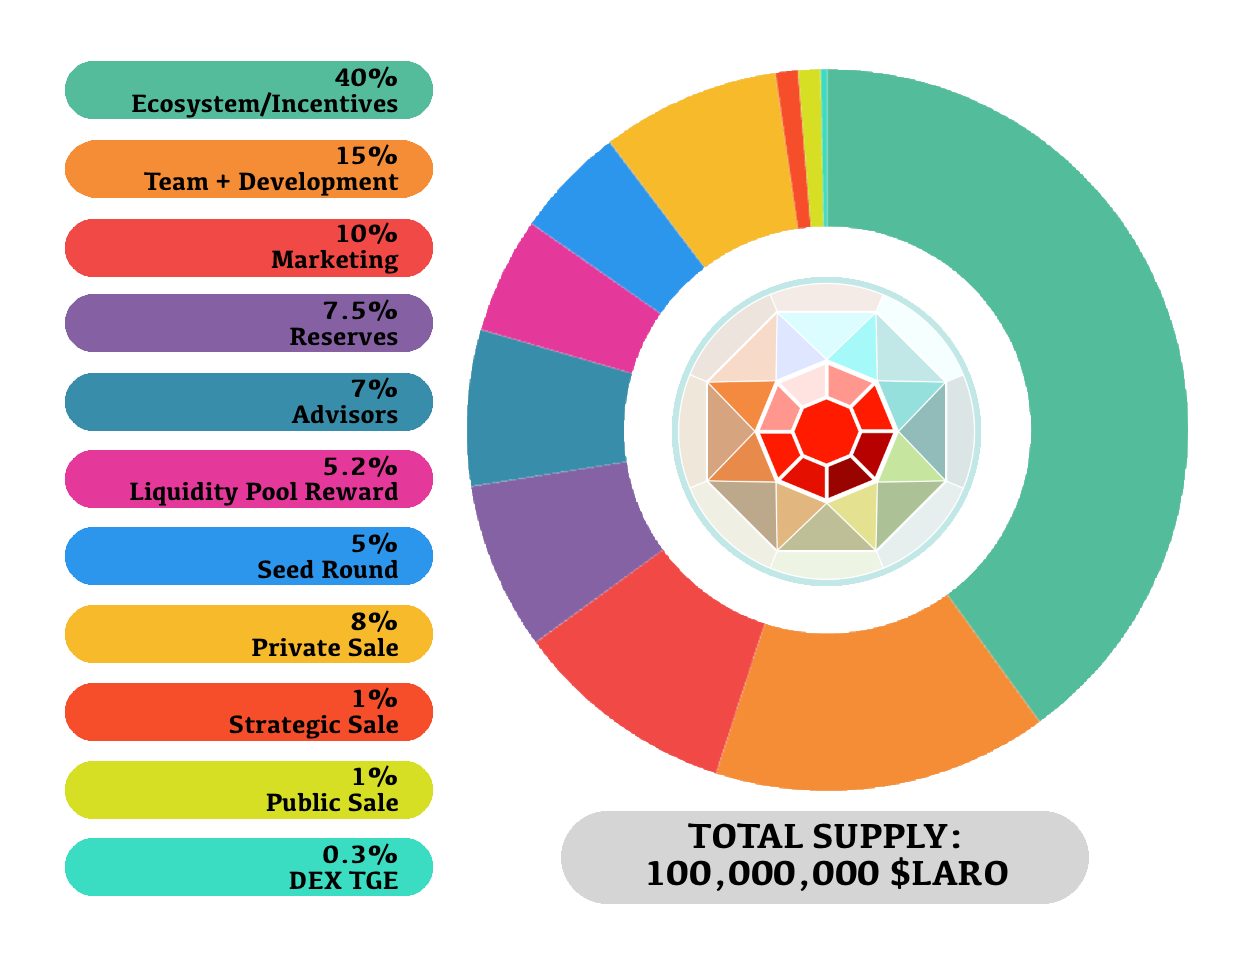 40%
Ecosystem/Incentives
15%
Team + Development
10%
Marketing
7.5%
Reserves
7%
Advisors
5.2%
Liquidity Pool Reward
5%
Seed Round
8%
Private Sale
1%
Strategic Sale
1%
Public Sale
0.3%
DEX TGE
TOTAL SUPPLY:
100,000,000 $LARO